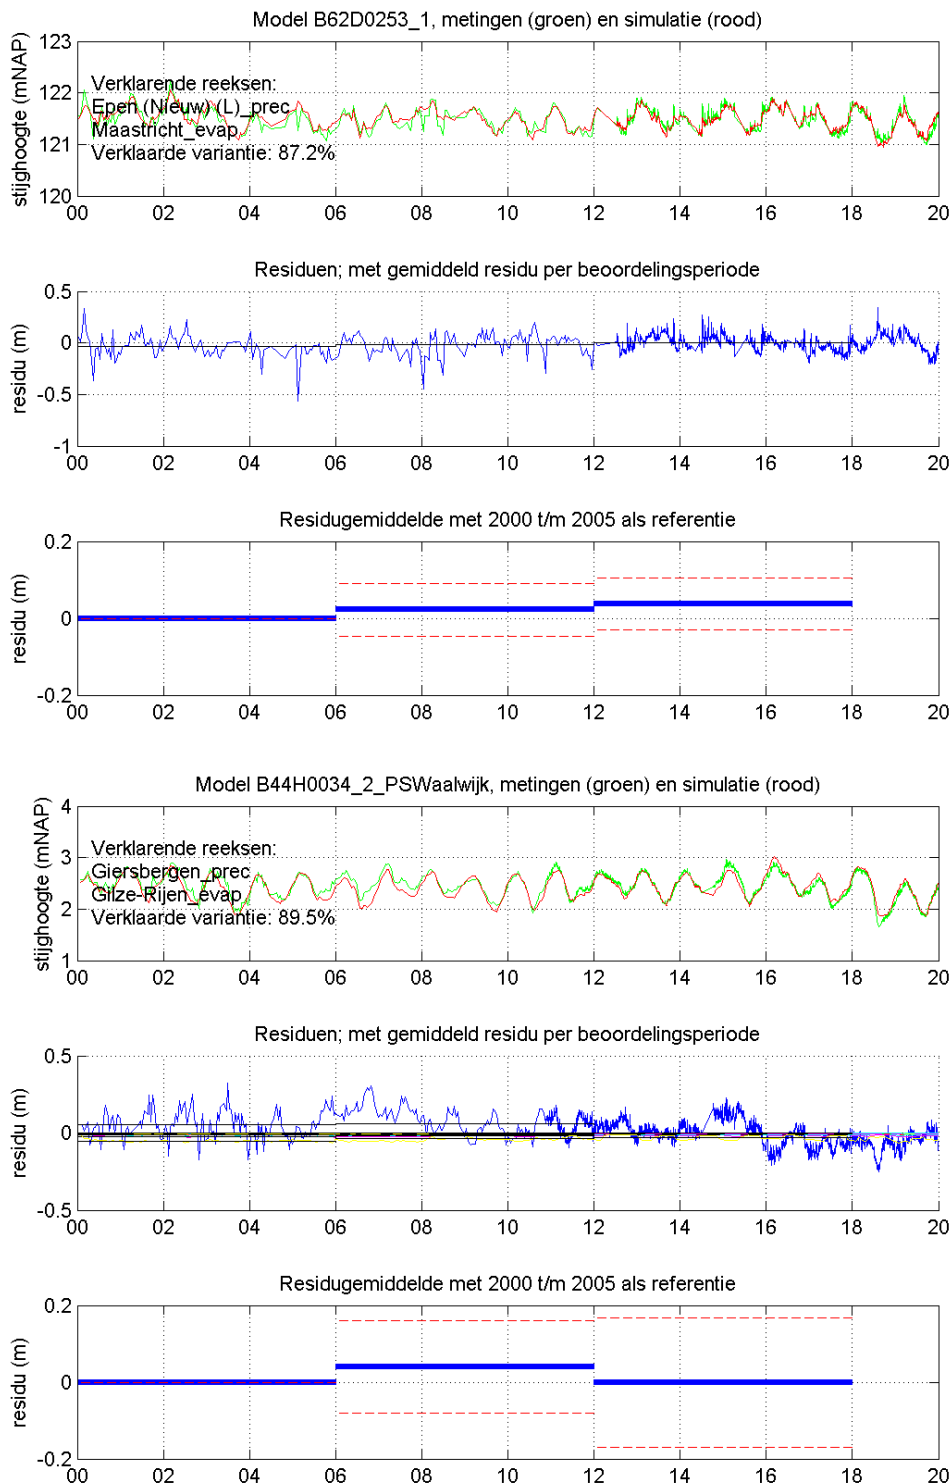 Model B62D0253_1, metingen (groen) en simulatie (rood)
stijghoogte (mNAP)
123
122
121
120
Verklarende reeksen:
Epen (Nieuw) (L)_prec
Maastricht_evap
Verklaarde variantie: 87.2%
00 02 04 06 08 10 12 14 16 18 20
Residuen; met gemiddeld residu per beoordelingsperiode
residu (m)
0.5
0
-0.5
-1
00 02 04 06 08 10 12 14 16 18 20
Residugemiddelde met 2000 t/m 2005 als referentie
residu (m)
0.2
0
-0.2
00 02 04 06 08 10 12 14 16 18 20
Model B44H0034_2_PSWaalwijk, metingen (groen) en simulatie (rood)
stijghoogte (mNAP)
4
3
2
1
Verklarende reeksen:
Giersbergen_prec
Gilze-Rijen_evap
Verklaarde variantie: 89.5%
00 02 04 06 08 10 12 14 16 18 20
Residuen; met gemiddeld residu per beoordelingsperiode
residu (m)
0.5
0
-0.5
00 02 04 06 08 10 12 14 16 18 20
Residugemiddelde met 2000 t/m 2005 als referentie
residu (m)
0.2
0
-0.2
00 02 04 06 08 10 12 14 16 18 20